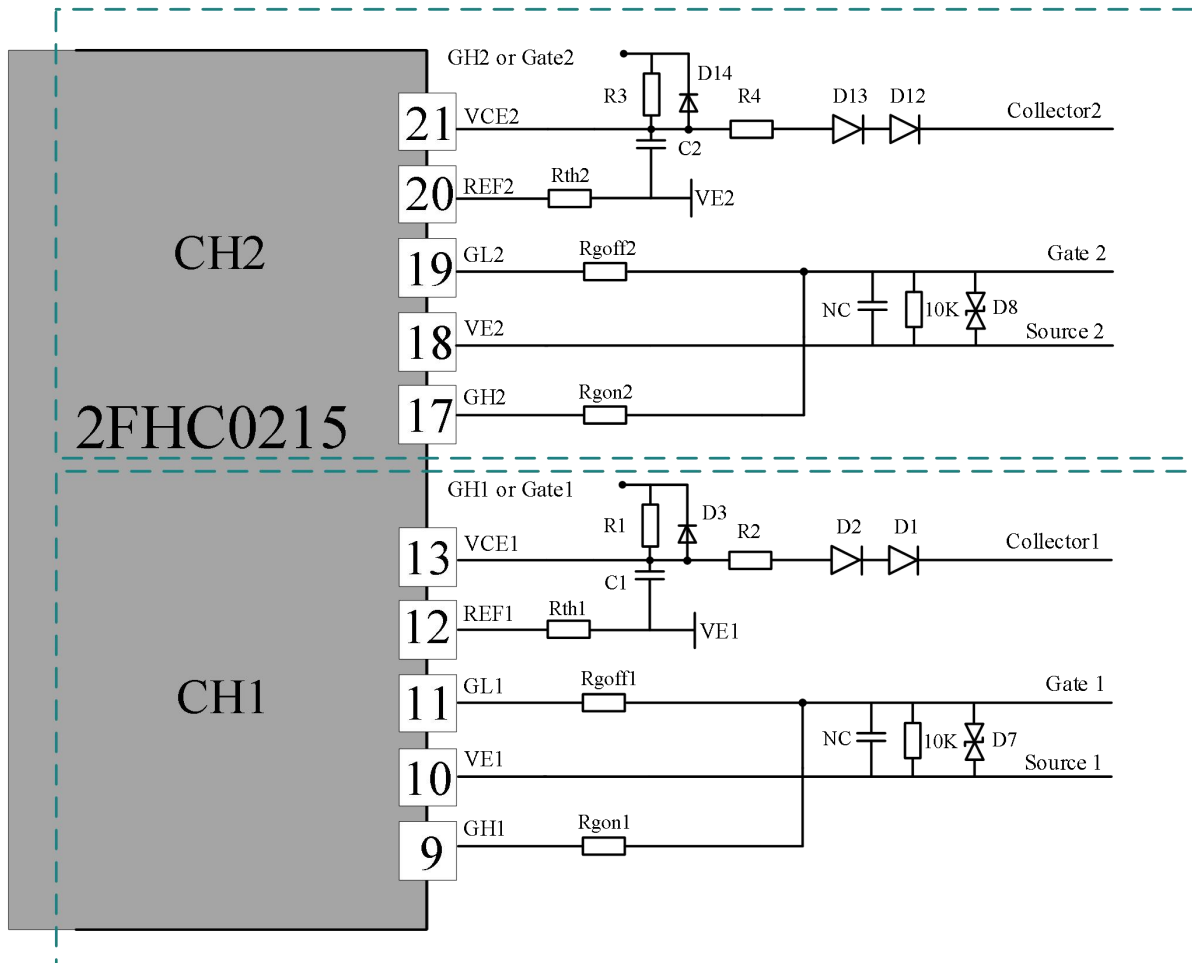 GH2 or Gate2
D14
R3
R4
D13
D12
Collector2
21
VCE2
C2
Rth2
20
REF2
VE2
CH2
19
GL2
Rgoff2
Gate 2
NC
10K
D8
18
VE2
Source 2
17
GH2
Rgon2
2FHC0215
GH1 or Gate1
D3
R1
R2
D2
D1
Collector1
13
VCE1
C1
Rth1
12
REF1
VE1
CH1
11
GL1
Rgoff1
Gate 1
NC
10K
D7
10
VE1
Source 1
9
GH1
Rgon1